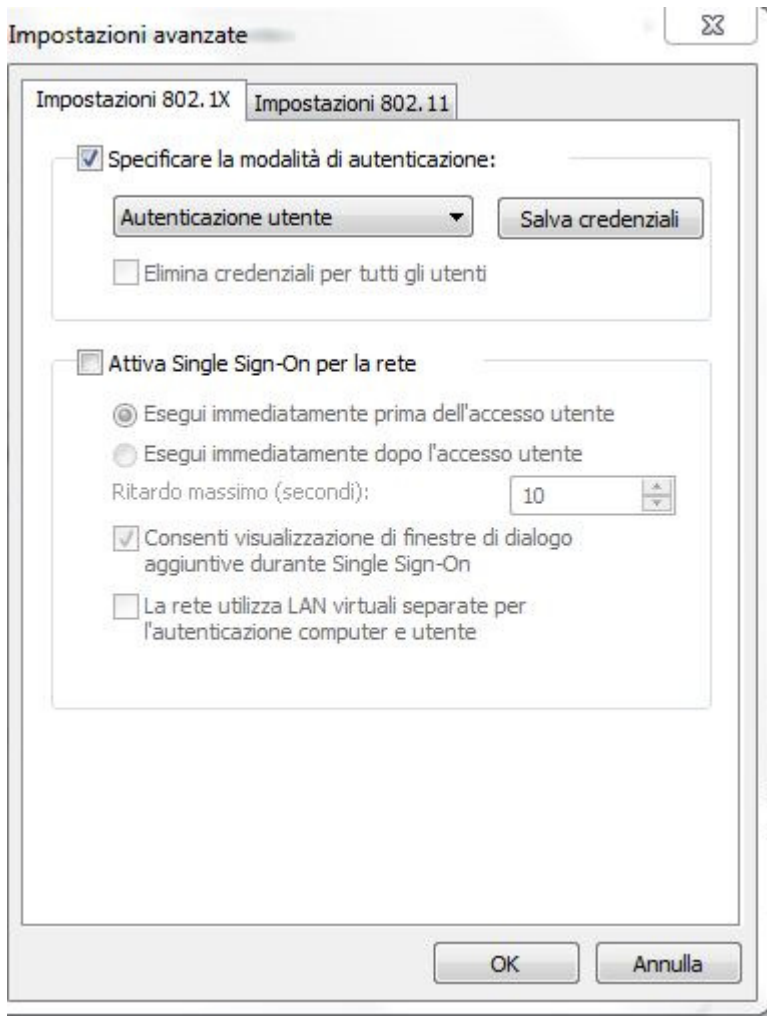 Impostazioni avanzate
Impostazioni 802.1X
Impostazioni 802.11
Specificare la modalità di autenticazione:
Autenticazione utente
Salva credenziali
Elimina credenziali per tutti gli utenti
Attiva Single Sign-On per la rete
Esegui immediatamente prima dell'accesso utente
Esegui immediatamente dopo l'accesso utente
Ritardo massimo (secondi):
10
Consenti visualizzazione di finestre di dialogo
aggiuntive durante Single Sign-On
La rete utilizza LAN virtuali separate per
l'autenticazione computer e utente
OK
Annulla